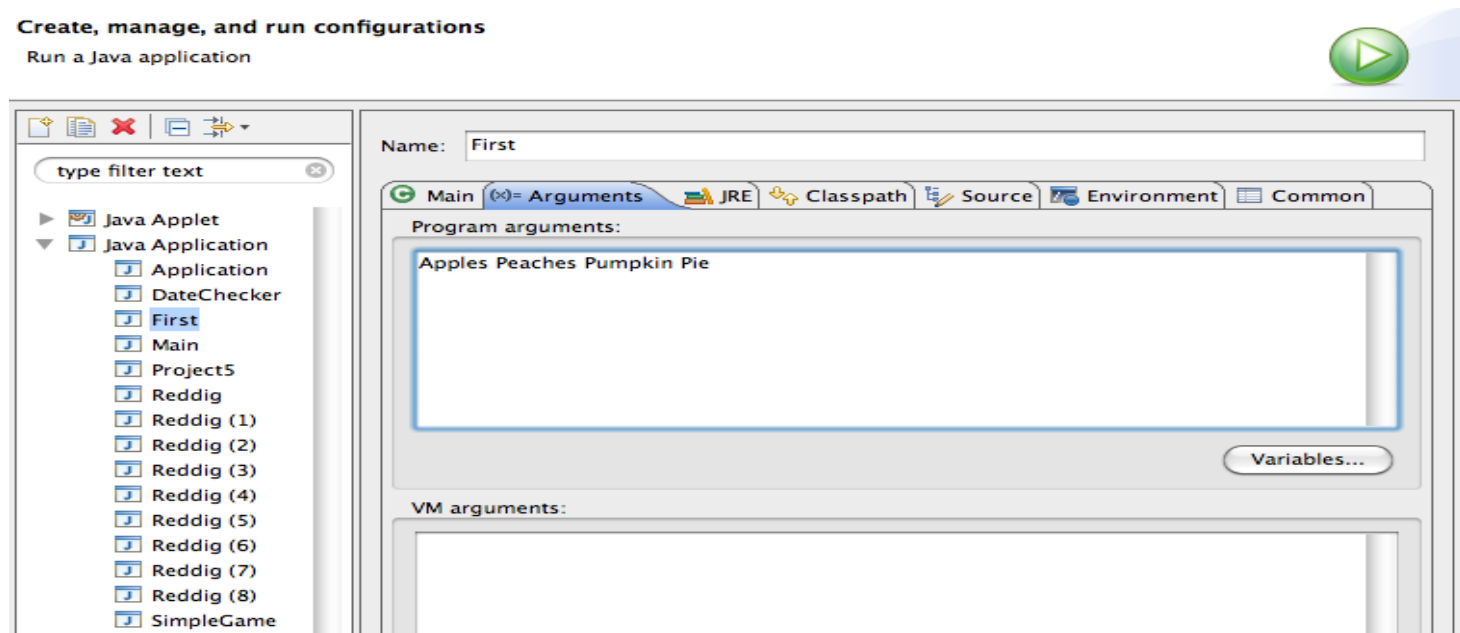 Create, manage, and run configurations
Run a Java application
type filter text
Java Applet
Java Application
Application
DateChecker
First
Main
Project5
Reddig
Reddig (1)
Reddig (2)
Reddig (3)
Reddig (4)
Reddig (5)
Reddig (6)
Reddig (7)
Reddig (8)
SimpleGame
Name: First
Main (x)= Arguments JRE Classpath Source Environment Common
Program arguments:
Apples Peaches Pumpkin Pie
Variables...
VM arguments: